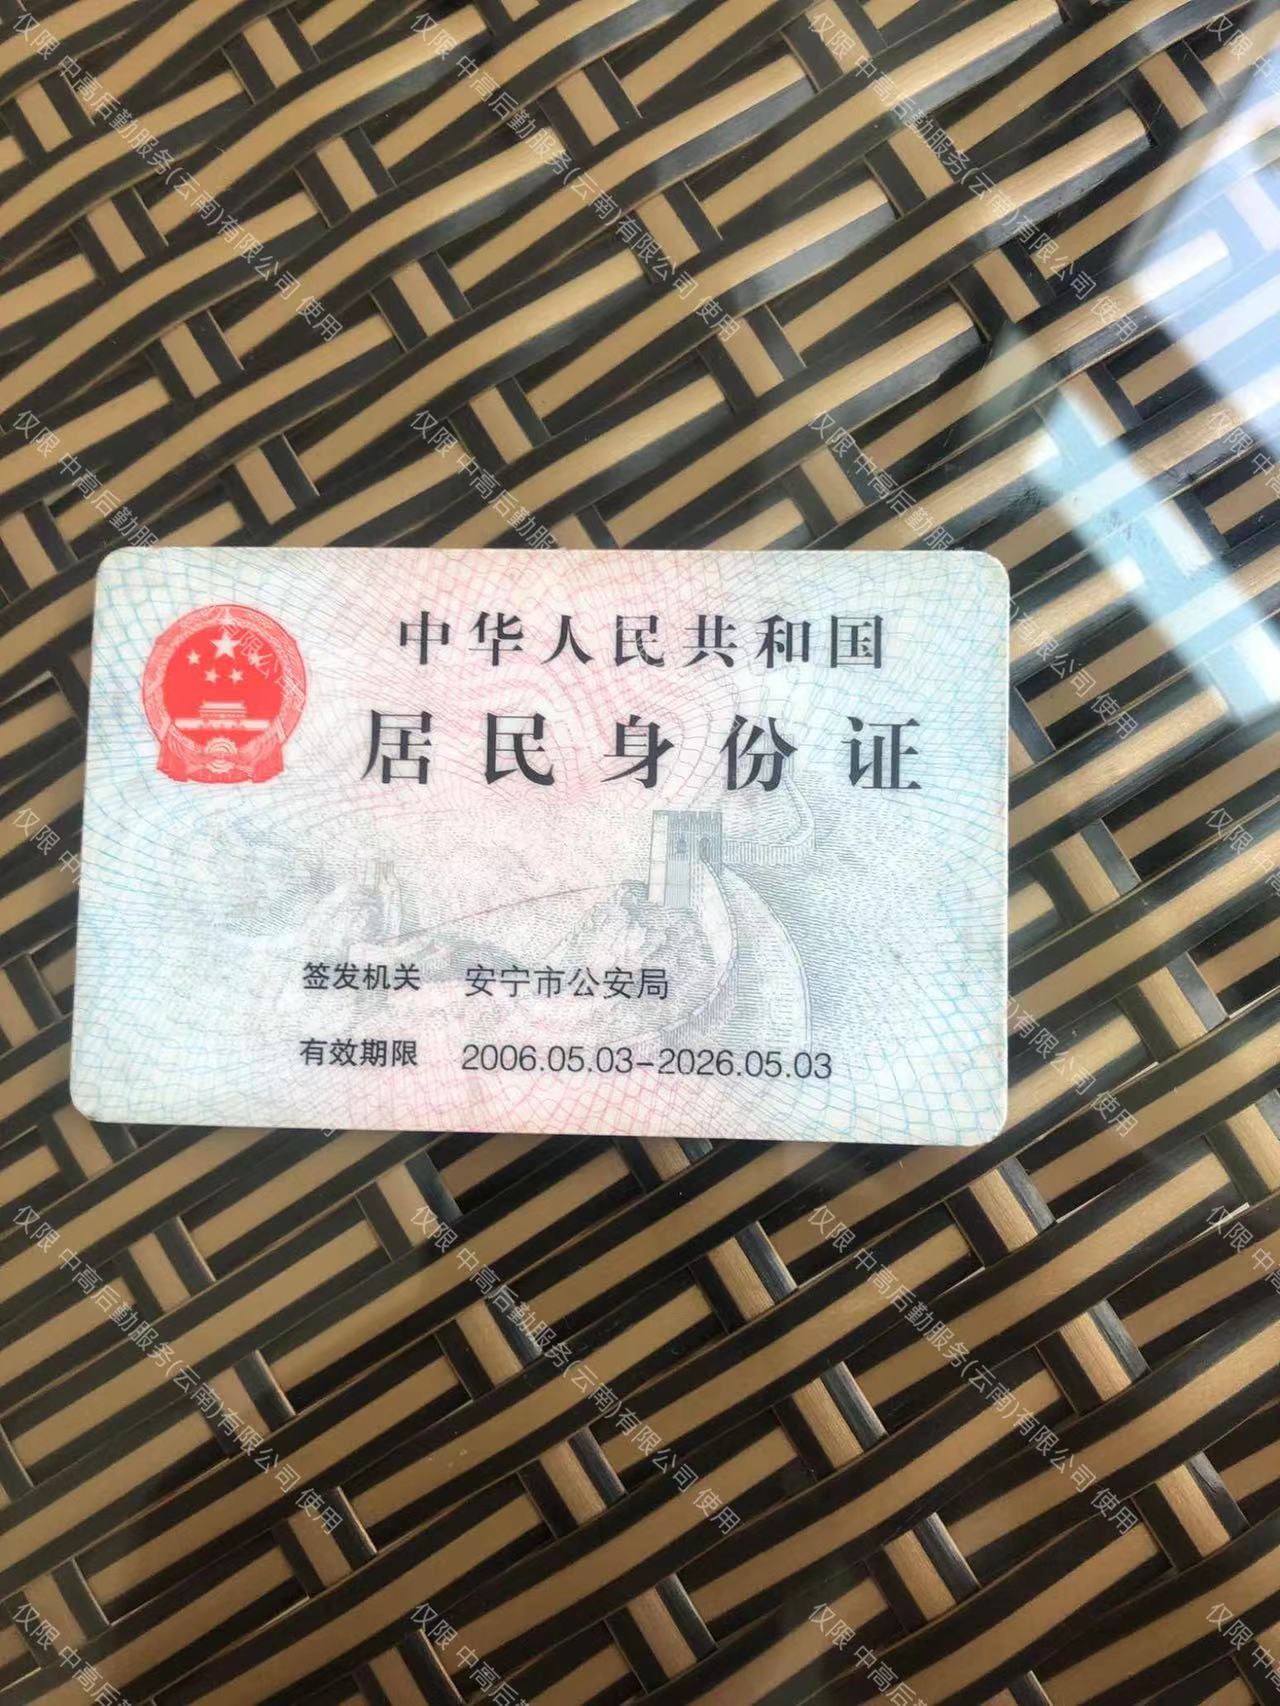 中华人民共和国
居民身份证
签发机关 安宁市公安局
有效期限 2006.05.03-2026.05.03
仅限 中高后勤服务(云南)有限公司 使用